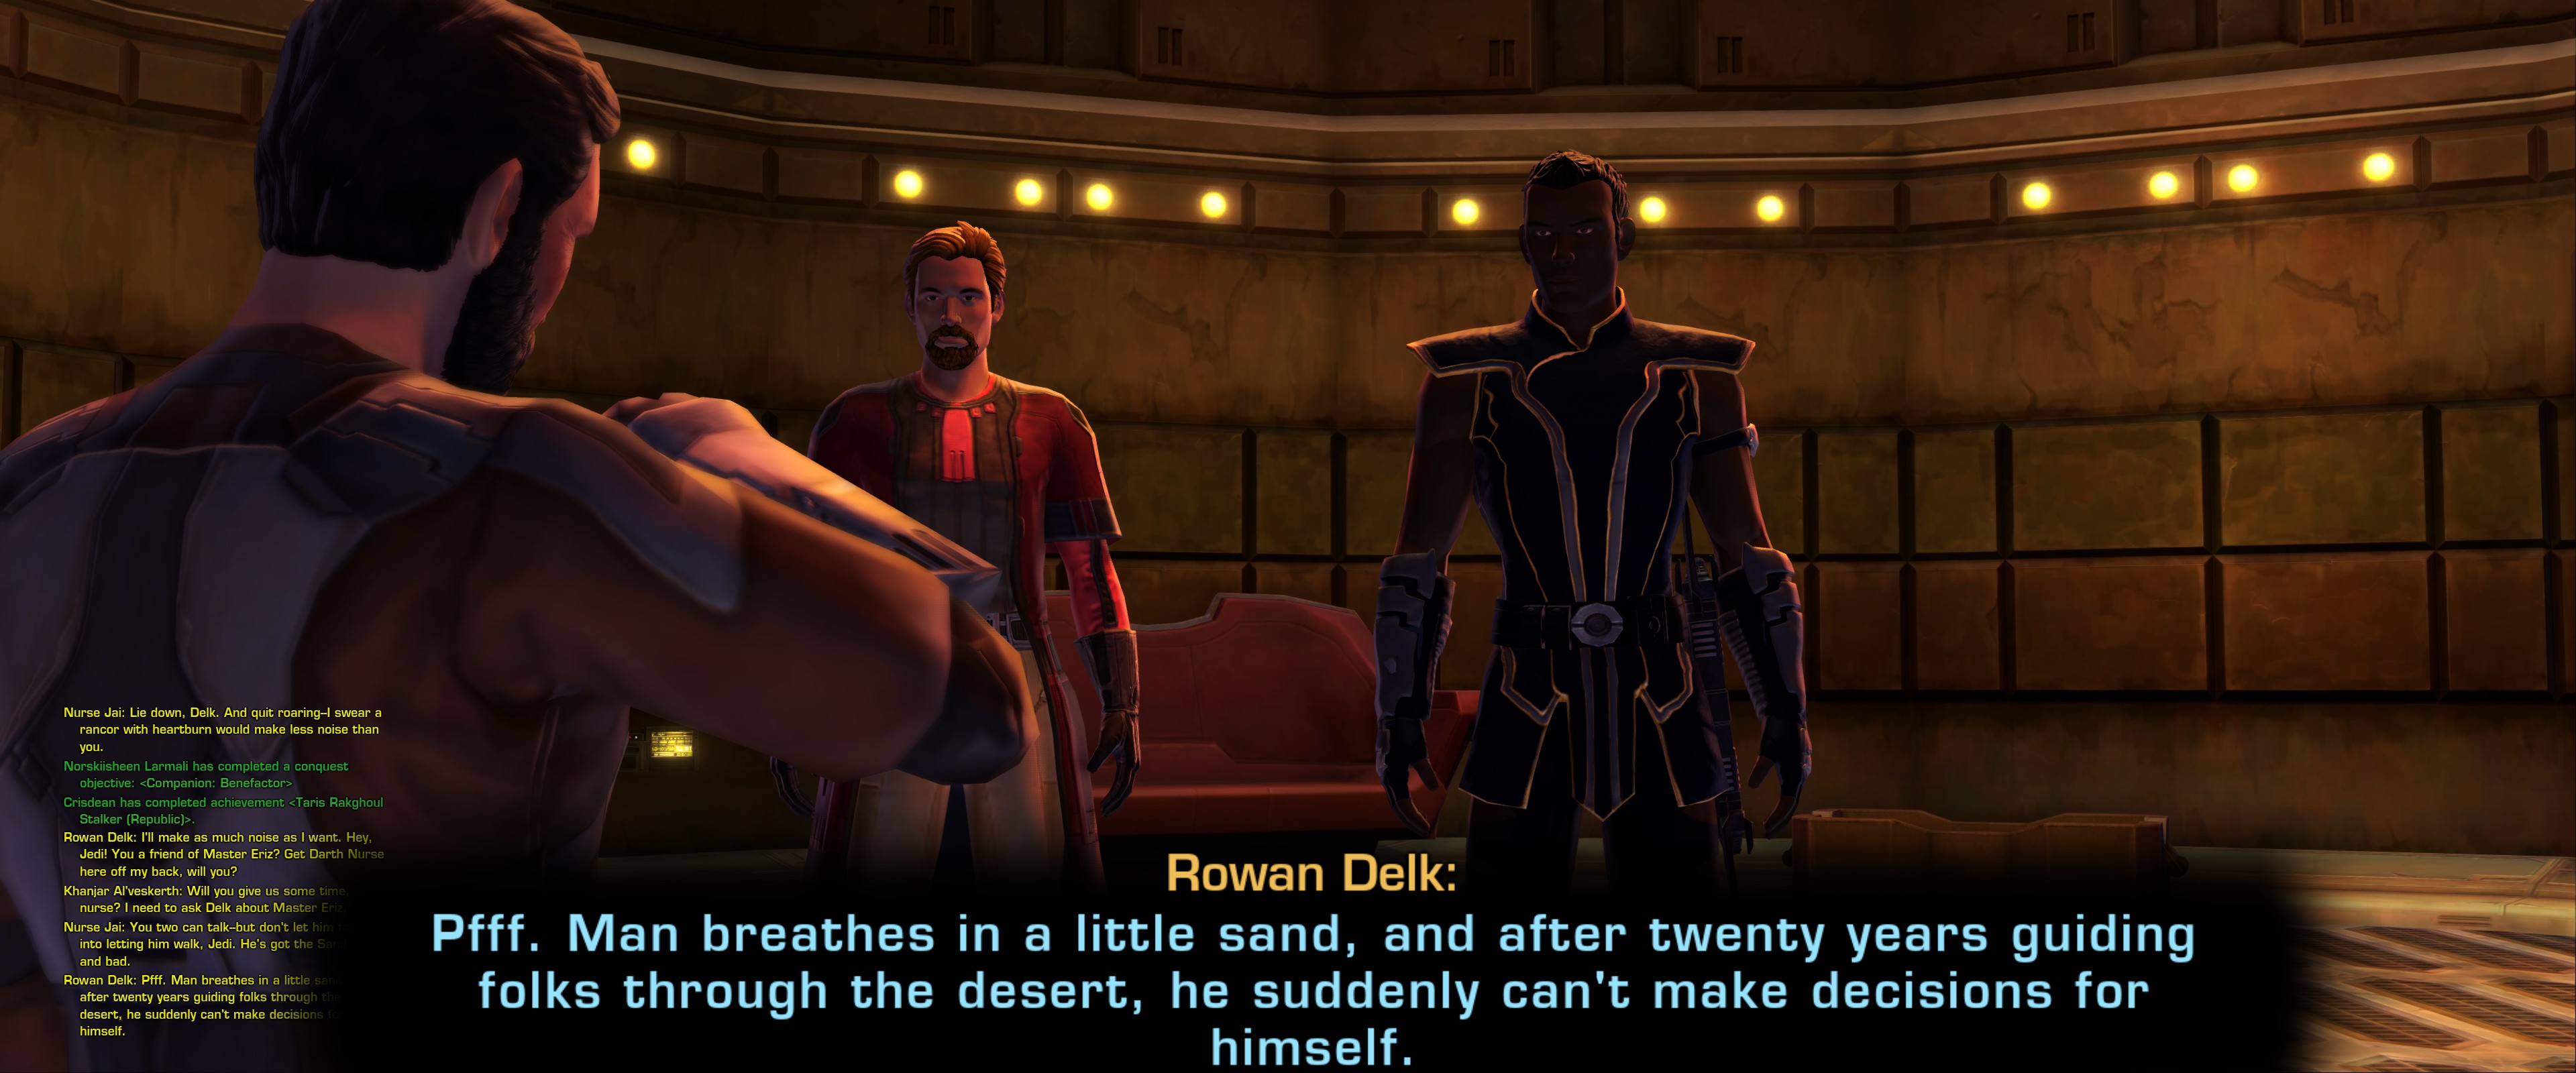 Nurse Jai: Lie down, Delk. And quit roaring–I swear a
rancor with heartburn would make less noise than
you.
Norskiisheen Larmali has completed a conquest
objective: <Companion: Benefactor>
Crisdean has completed achievement <Taris Rakghoul
Stalker (Republic)>.
Rowan Delk: I'll make as much noise as I want. Hey,
Jedi! You a friend of Master Eriz? Get Darth Nurse
here off my back, will you?
Khanjar Al'veskerth: Will you give us some time,
nurse? I need to ask Delk about Master Eriz.
Nurse Jai: You two can talk–but don't let him
into letting him walk, Jedi. He's got the
and bad.
Rowan Delk: Pfff. Man breathes in a little sand,
after twenty years guiding folks through the
desert, he suddenly can't make decisions
himself.
Rowan Delk:
Pfff. Man breathes in a little sand, and after twenty years guiding
folks through the desert, he suddenly can't make decisions for
himself.